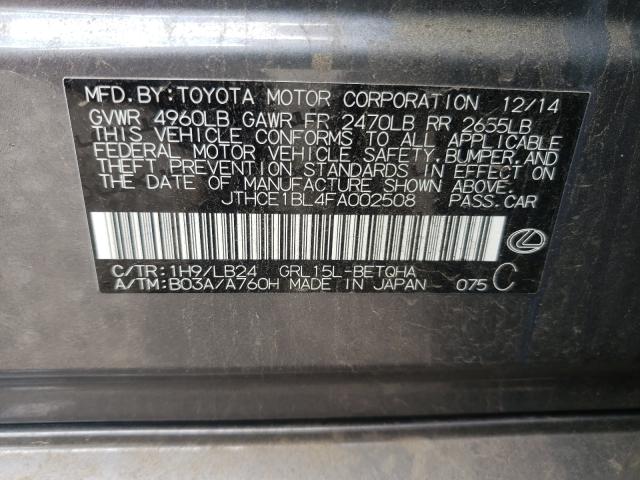 MFD.BY:TOYOTA MOTOR CORPORATION 12/14
GVWR 4960LB GAWR FR 2470LB RR 2655LB
THIS VEHICLE CONFORMS TO ALL APPLICABLE
FEDERAL MOTOR VEHICLE SAFETY, BUMPER, AND
THEFT PREVENTION STANDARDS IN EFFECT ON
THE DATE OF MANUFACTURE SHOWN ABOVE.
JTHCE1BL4FA002508 PASS.CAR
C/TR:1H9/LB24 GRL15L-BETQHA
A/TM:B03A/A760H MADE IN JAPAN 075 C